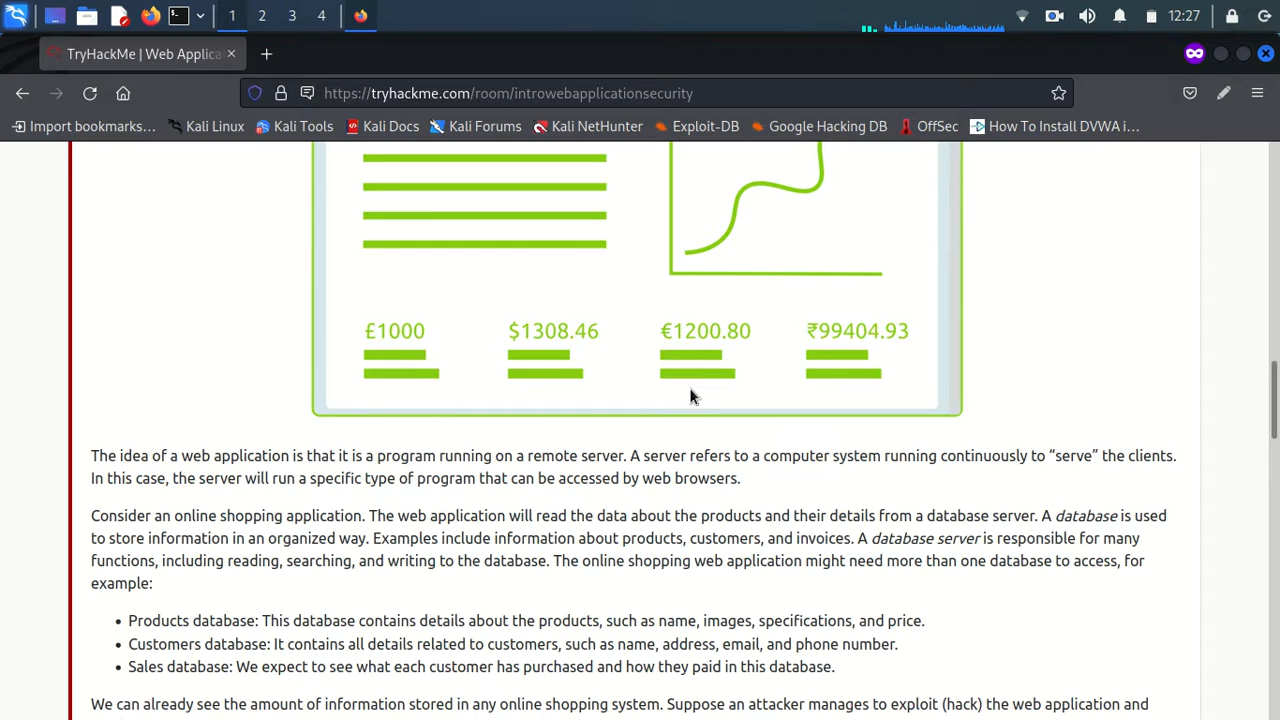 1 2 3 4 12:27
TryHackMe | Web Applica
https://tryhackme.com/room/introwebapplicationsecurity
Import bookmarks… Kali Linux Kali Tools Kali Docs Kali Forums Kali NetHunter Exploit-DB Google Hacking DB OffSec How To Install DVWA i…
£1000 $1308.46 €1200.80 ₹99404.93
The idea of a web application is that it is a program running on a remote server. A server refers to a computer system running continuously to “serve” the clients.
In this case, the server will run a specific type of program that can be accessed by web browsers.
Consider an online shopping application. The web application will read the data about the products and their details from a database server. A database is used
to store information in an organized way. Examples include information about products, customers, and invoices. A database server is responsible for many
functions, including reading, searching, and writing to the database. The online shopping web application might need more than one database to access, for
example:
• Products database: This database contains details about the products, such as name, images, specifications, and price.
• Customers database: It contains all details related to customers, such as name, address, email, and phone number.
• Sales database: We expect to see what each customer has purchased and how they paid in this database.
We can already see the amount of information stored in any online shopping system. Suppose an attacker manages to exploit (hack) the web application and